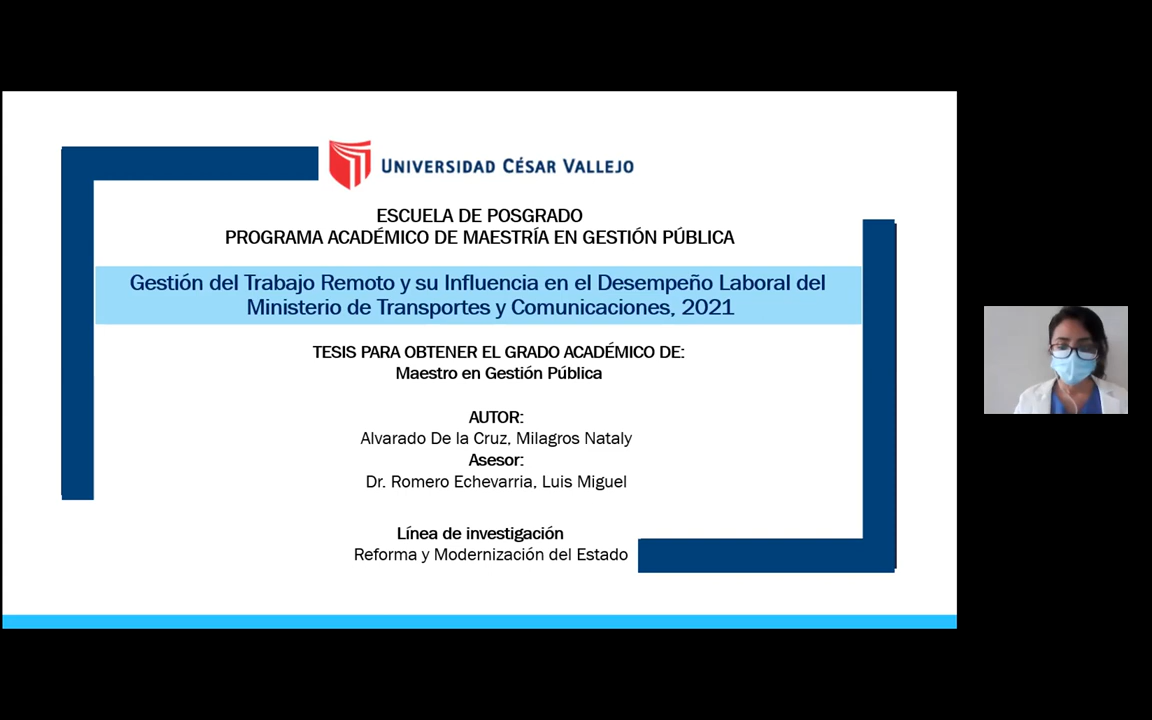 UNIVERSIDAD CÉSAR VALLEJO
ESCUELA DE POSGRADO
PROGRAMA ACADÉMICO DE MAESTRÍA EN GESTIÓN PÚBLICA
Gestión del Trabajo Remoto y su Influencia en el Desempeño Laboral del
Ministerio de Transportes y Comunicaciones, 2021
TESIS PARA OBTENER EL GRADO ACADÉMICO DE:
Maestro en Gestión Pública
AUTOR:
Alvarado De la Cruz, Milagros Nataly
Asesor:
Dr. Romero Echevarria, Luis Miguel
Línea de investigación
Reforma y Modernización del Estado